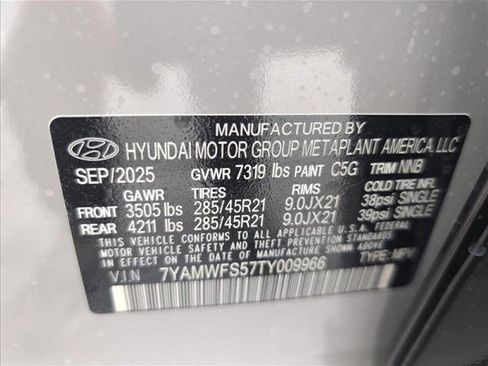 MANUFACTURED BY
HYUNDAI MOTOR GROUP METAPLANT AMERICA, LLC
SEP/2025 GVWR 7319 lbs PAINT C5G TRIM NNB
GAWR TIRES RIMS COLD TIRE INFL.
FRONT 3505 lbs 285/45R21 9.0JX21 38psi SINGLE
REAR 4211 lbs 285/45R21 9.0JX21 39psi SINGLE
THIS VEHICLE CONFORMS TO ALL APPLICABLE U.S.A. FEDERAL
MOTOR VEHICLE SAFETY AND THEFT PREVENTION STANDARDS
IN EFFECT ON THE DATE OF MANUFACTURE SHOWN ABOVE.
VIN 7YAMWFS57TY009966 TYPE:MPV